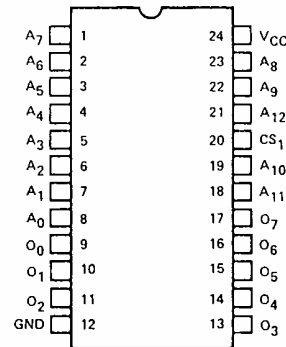 A7 1 24 VCC
A6 2 23 A8
A5 3 22 A9
A4 4 21 A12
A3 5 20 CS1
A2 6 19 A10
A1 7 18 A11
A0 8 17 O7
O0 9 16 O6
O1 10 15 O5
O2 11 14 O4
GND 12 13 O3